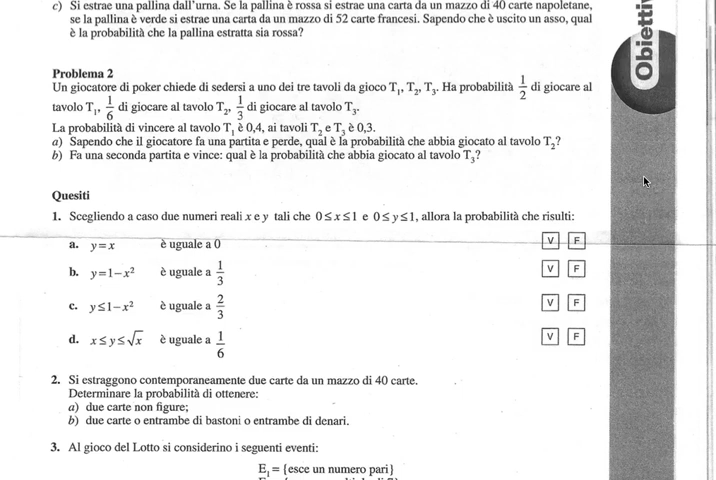 c) Si estrae una pallina dall'urna. Se la pallina è rossa si estrae una carta da un mazzo di 40 carte napoletane,
se la pallina è verde si estrae una carta da un mazzo di 52 carte francesi. Sapendo che è uscito un asso, qual
è la probabilità che la pallina estratta sia rossa?
Obiettiv
Problema 2
Un giocatore di poker chiede di sedersi a uno dei tre tavoli da gioco T₁, T₂, T₃. Ha probabilità 1/2 di giocare al
tavolo T₁, 1/6 di giocare al tavolo T₂, 1/3 di giocare al tavolo T₃.
La probabilità di vincere al tavolo T₁ è 0,4, ai tavoli T₂ e T₃ è 0,3.
a) Sapendo che il giocatore fa una partita e perde, qual è la probabilità che abbia giocato al tavolo T₂?
b) Fa una seconda partita e vince: qual è la probabilità che abbia giocato al tavolo T₃?
Quesiti
1. Scegliendo a caso due numeri reali x e y tali che 0≤x≤1 e 0≤y≤1, allora la probabilità che risulti:
a. y=x è uguale a 0 V F
b. y=1−x² è uguale a 1/3 V F
c. y≤1−x² è uguale a 2/3 V F
d. x≤y≤√x è uguale a 1/6 V F
2. Si estraggono contemporaneamente due carte da un mazzo di 40 carte.
Determinare la probabilità di ottenere:
a) due carte non figure;
b) due carte o entrambe di bastoni o entrambe di denari.
3. Al gioco del Lotto si considerino i seguenti eventi:
E₁ = {esce un numero pari}